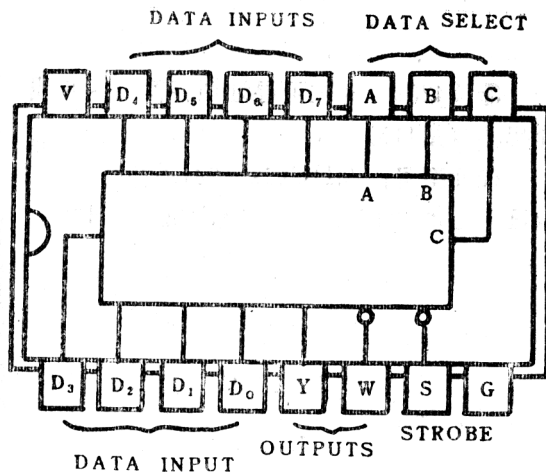 DATA INPUTS DATA SELECT
V D₄ D₅ D₆ D₇ A B C
A B
C
D₃ D₂ D₁ D₀ Y W S G
OUTPUTS STROBE
DATA INPUT